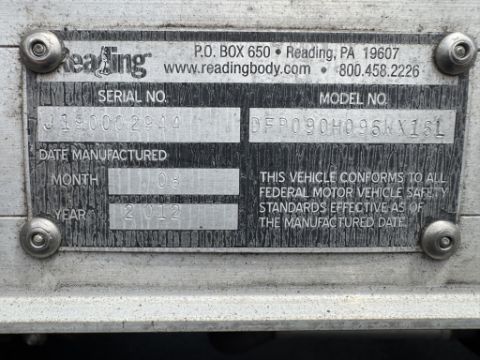 Reading
P.O. BOX 650 • Reading, PA 19607
www.readingbody.com • 800.458.2226
SERIAL NO.
MODEL NO.
DATE MANUFACTURED
MONTH 08
YEAR 2012
THIS VEHICLE CONFORMS TO ALL
FEDERAL MOTOR VEHICLE SAFETY
STANDARDS EFFECTIVE AS OF
THE MANUFACTURED DATE.